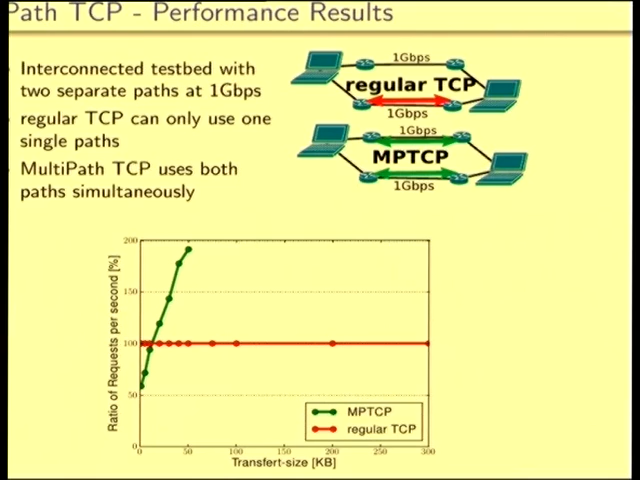 Path TCP - Performance Results
Interconnected testbed with
two separate paths at 1Gbps
regular TCP can only use one
single paths
MultiPath TCP uses both
paths simultaneously
1Gbps
regular TCP
1Gbps
1Gbps
MPTCP
1Gbps
Ratio of Requests per second [%]
200
150
100
50
0
0 50 100 150 200 250 300
Transfert-size [KB]
MPTCP
regular TCP